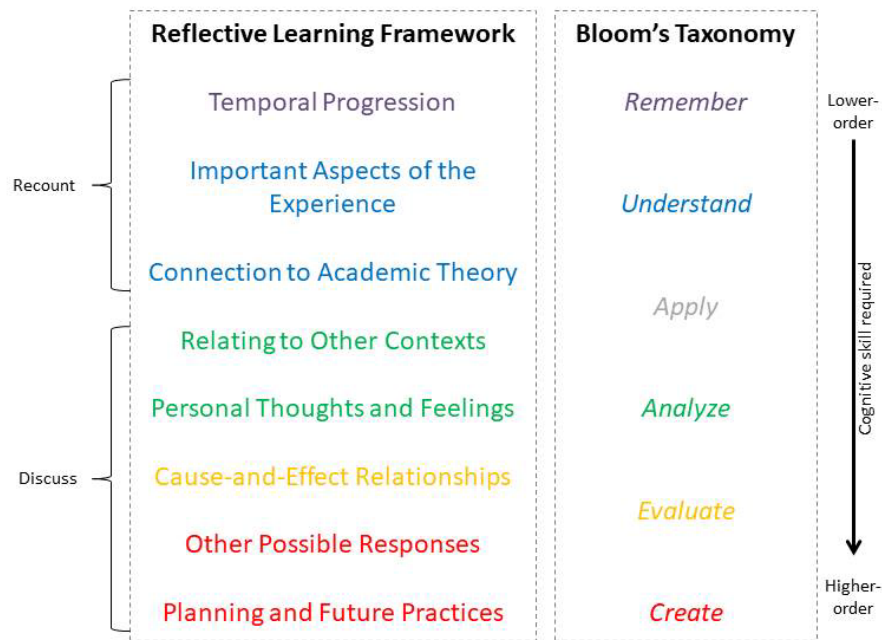 Reflective Learning Framework
Bloom's Taxonomy
Recount
Temporal Progression
Important Aspects of the
Experience
Connection to Academic Theory
Discuss
Relating to Other Contexts
Personal Thoughts and Feelings
Cause-and-Effect Relationships
Other Possible Responses
Planning and Future Practices
Remember
Understand
Apply
Analyze
Evaluate
Create
Lower-
order
Cognitive skill required
Higher-
order